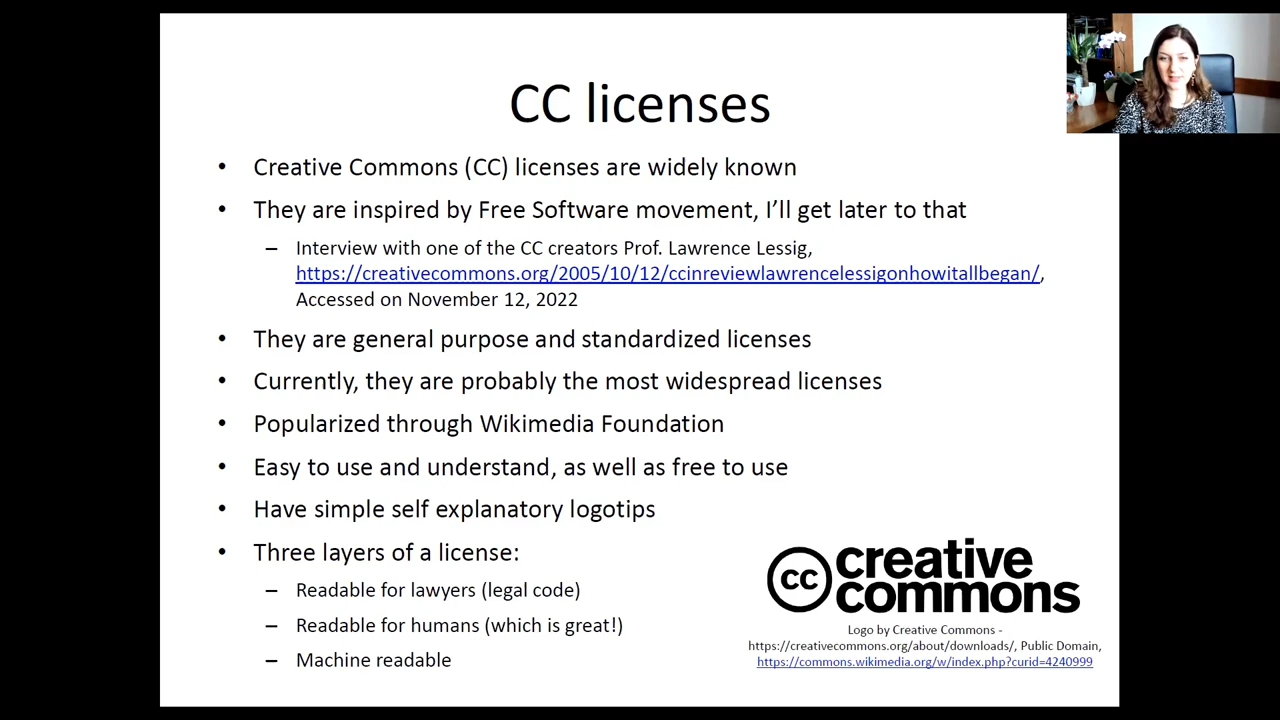 CC licenses
• Creative Commons (CC) licenses are widely known
• They are inspired by Free Software movement, I’ll get later to that
– Interview with one of the CC creators Prof. Lawrence Lessig,
https://creativecommons.org/2005/10/12/ccinreviewlawrencelessigonhowitallbegan/,
Accessed on November 12, 2022
• They are general purpose and standardized licenses
• Currently, they are probably the most widespread licenses
• Popularized through Wikimedia Foundation
• Easy to use and understand, as well as free to use
• Have simple self explanatory logotips
• Three layers of a license:
– Readable for lawyers (legal code)
– Readable for humans (which is great!)
– Machine readable
cc creative
commons
Logo by Creative Commons -
https://creativecommons.org/about/downloads/, Public Domain,
https://commons.wikimedia.org/w/index.php?curid=4240999